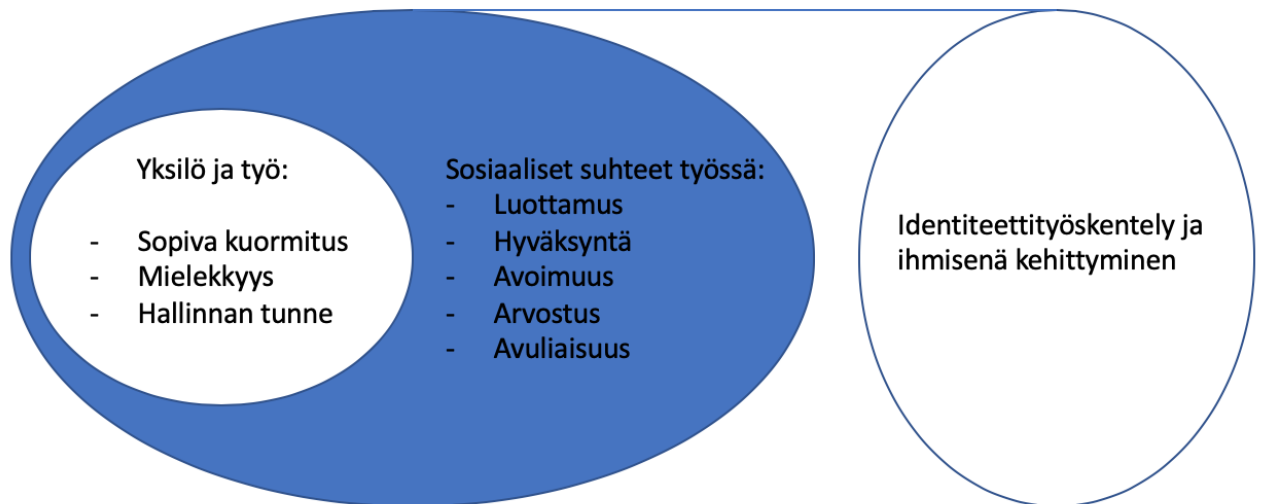 Yksilö ja työ:
- Sopiva kuormitus
- Mielekkyys
- Hallinnan tunne
Sosiaaliset suhteet työssä:
- Luottamus
- Hyväksyntä
- Avoimuus
- Arvostus
- Avuliaisuus
Identiteettityöskentely ja
ihmisenä kehittyminen